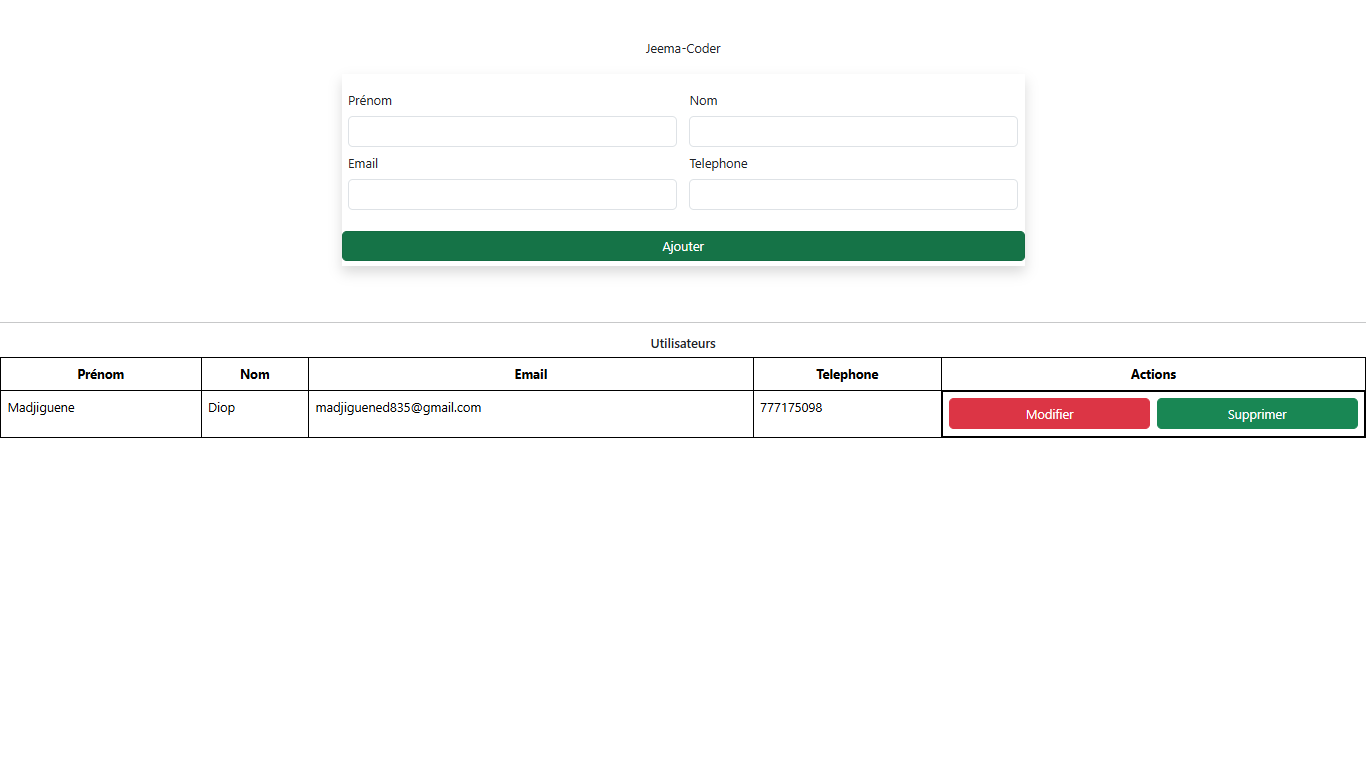 Jeema-Coder
Prénom Nom
Email Telephone
Ajouter
Utilisateurs
Prénom Nom Email Telephone Actions
Madjiguene Diop madjiguened835@gmail.com 777175098 Modifier Supprimer